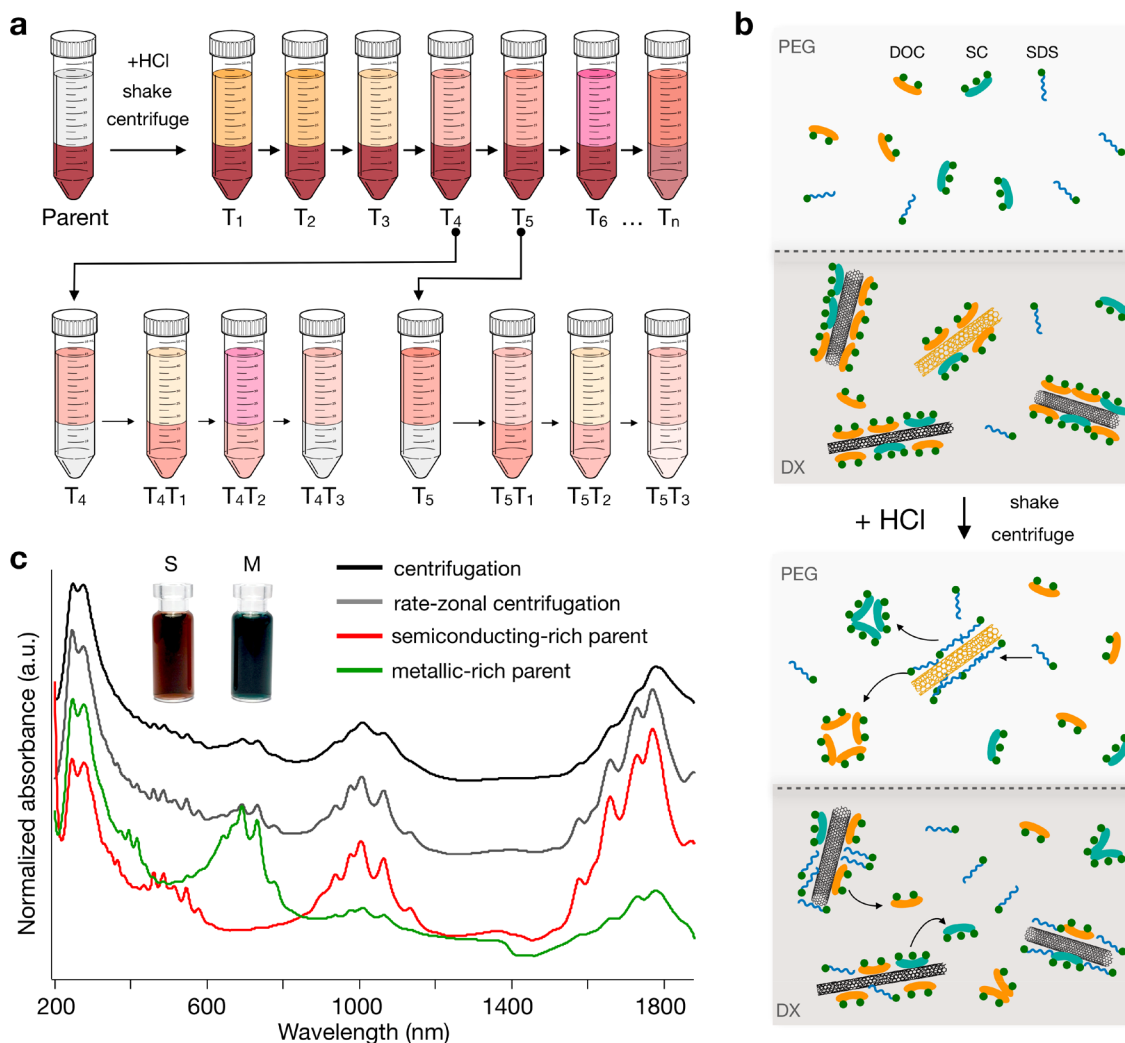 a
+HCl
shake
centrifuge
Parent
T₁
T₂
T₃
T₄
T₅
T₆
...
Tₙ
T₄
T₄T₁
T₄T₂
T₄T₃
T₅
T₅T₁
T₅T₂
T₅T₃
b
PEG
DOC
SC
SDS
DX
+ HCl
shake
centrifuge
PEG
DX
c
S
M
centrifugation
rate-zonal centrifugation
semiconducting-rich parent
metallic-rich parent
Normalized absorbance (a.u.)
200
600
1000
1400
1800
Wavelength (nm)